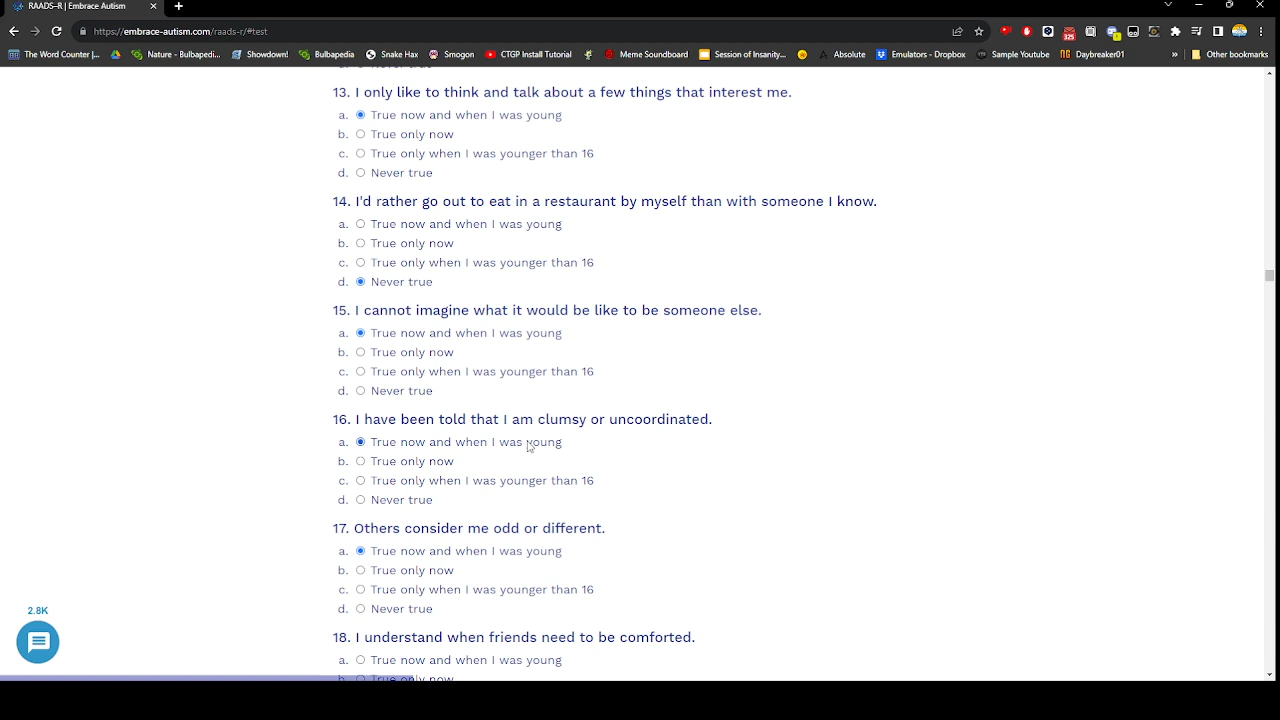 RAADS–R | Embrace Autism
https://embrace-autism.com/raads-r/#test
The Word Counter |... Nature - Bulbapedi... Showdown! Bulbapedia Snake Hax Smogon CTGP Install Tutorial Meme Soundboard Session of Insanity... Absolute Emulators - Dropbox Sample Youtube Daybreaker01 » Other bookmarks
13. I only like to think and talk about a few things that interest me.
a. True now and when I was young
b. True only now
c. True only when I was younger than 16
d. Never true
14. I'd rather go out to eat in a restaurant by myself than with someone I know.
a. True now and when I was young
b. True only now
c. True only when I was younger than 16
d. Never true
15. I cannot imagine what it would be like to be someone else.
a. True now and when I was young
b. True only now
c. True only when I was younger than 16
d. Never true
16. I have been told that I am clumsy or uncoordinated.
a. True now and when I was young
b. True only now
c. True only when I was younger than 16
d. Never true
17. Others consider me odd or different.
a. True now and when I was young
b. True only now
c. True only when I was younger than 16
d. Never true
2.8K
18. I understand when friends need to be comforted.
a. True now and when I was young
b. True only now